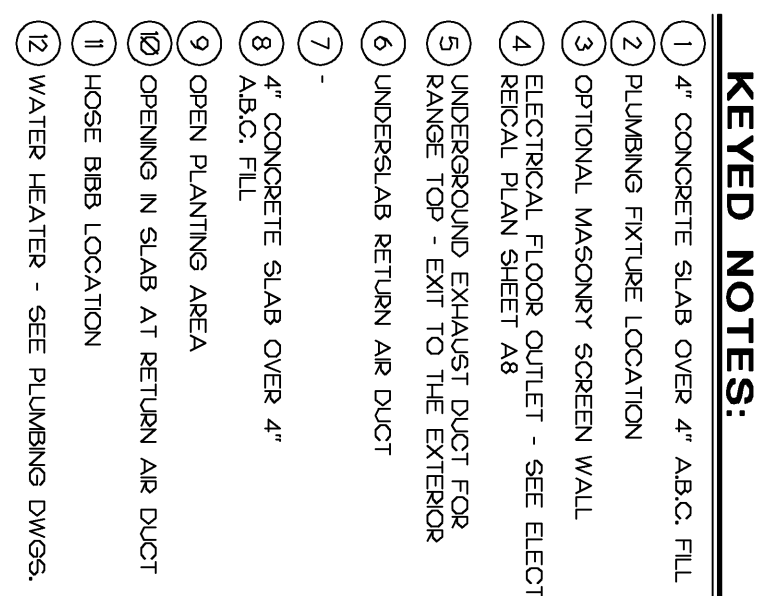 KEYED NOTES:
1 4" CONCRETE SLAB OVER 4" A.B.C. FILL
2 PLUMBING FIXTURE LOCATION
3 OPTIONAL MASONRY SCREEN WALL
4 ELECTRICAL FLOOR OUTLET - SEE ELECT
REICAL PLAN SHEET A8
5 UNDERGROUND EXHAUST DUCT FOR
RANGE TOP - EXIT TO THE EXTERIOR
6 UNDERSLAB RETURN AIR DUCT
7 -
8 4" CONCRETE SLAB OVER 4"
A.B.C. FILL
9 OPEN PLANTING AREA
10 OPENING IN SLAB AT RETURN AIR DUCT
11 HOSE BIBB LOCATION
12 WATER HEATER - SEE PLUMBING DWGS.